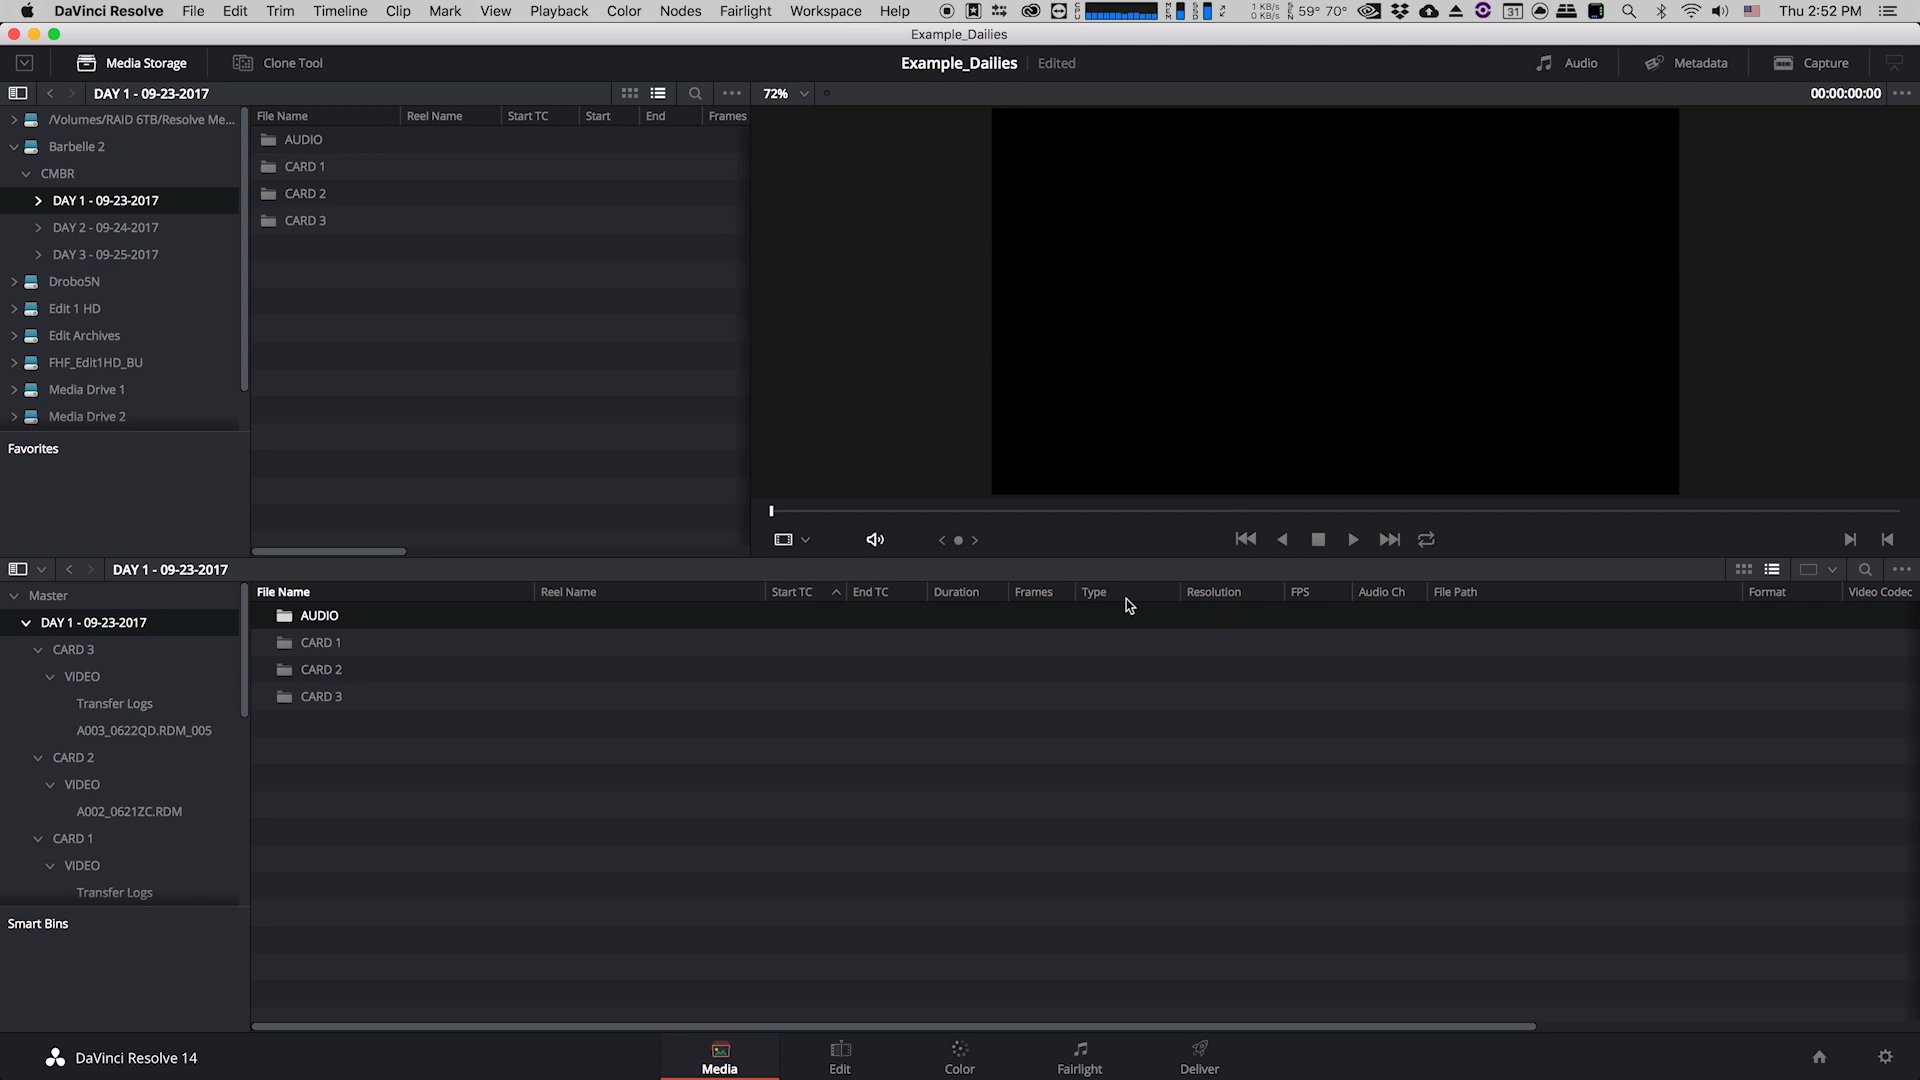 DaVinci Resolve File Edit Trim Timeline Clip Mark View Playback Color Nodes Fairlight Workspace Help 1 KB/s 0 KB/s 59° 70° 31 Thu 2:52 PM
Example_Dailies
Media Storage Clone Tool Example_Dailies Edited Audio Metadata Capture
DAY 1 - 09-23-2017 72% 00:00:00:00
/Volumes/RAID 6TB/Resolve Me...
Barbelle 2
CMBR
DAY 1 - 09-23-2017
DAY 2 - 09-24-2017
DAY 3 - 09-25-2017
Drobo5N
Edit 1 HD
Edit Archives
FHF_Edit1HD_BU
Media Drive 1
Media Drive 2
Favorites
File Name Reel Name Start TC Start End Frames
AUDIO
CARD 1
CARD 2
CARD 3
DAY 1 - 09-23-2017
Master
DAY 1 - 09-23-2017
CARD 3
VIDEO
Transfer Logs
A003_0622QD.RDM_005
CARD 2
VIDEO
A002_0621ZC.RDM
CARD 1
VIDEO
Transfer Logs
Smart Bins
File Name Reel Name Start TC End TC Duration Frames Type Resolution FPS Audio Ch File Path Format Video Codec
AUDIO
CARD 1
CARD 2
CARD 3
DaVinci Resolve 14 Media Edit Color Fairlight Deliver